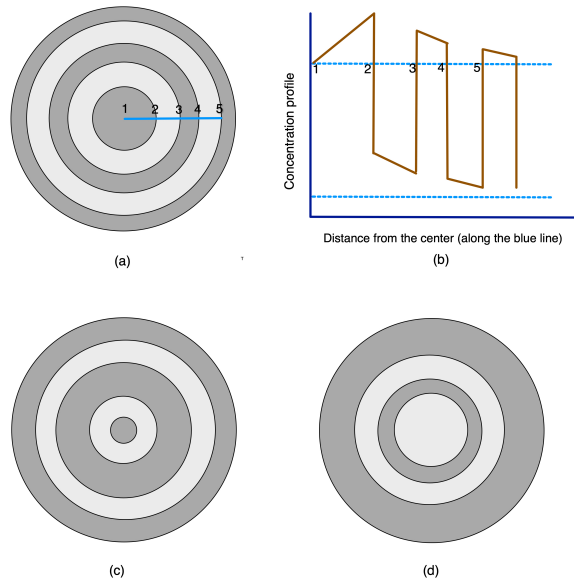 1 2 3 4 5
(a)
Concentration profile
1 2 3 4 5
Distance from the center (along the blue line)
(b)
(c)
(d)